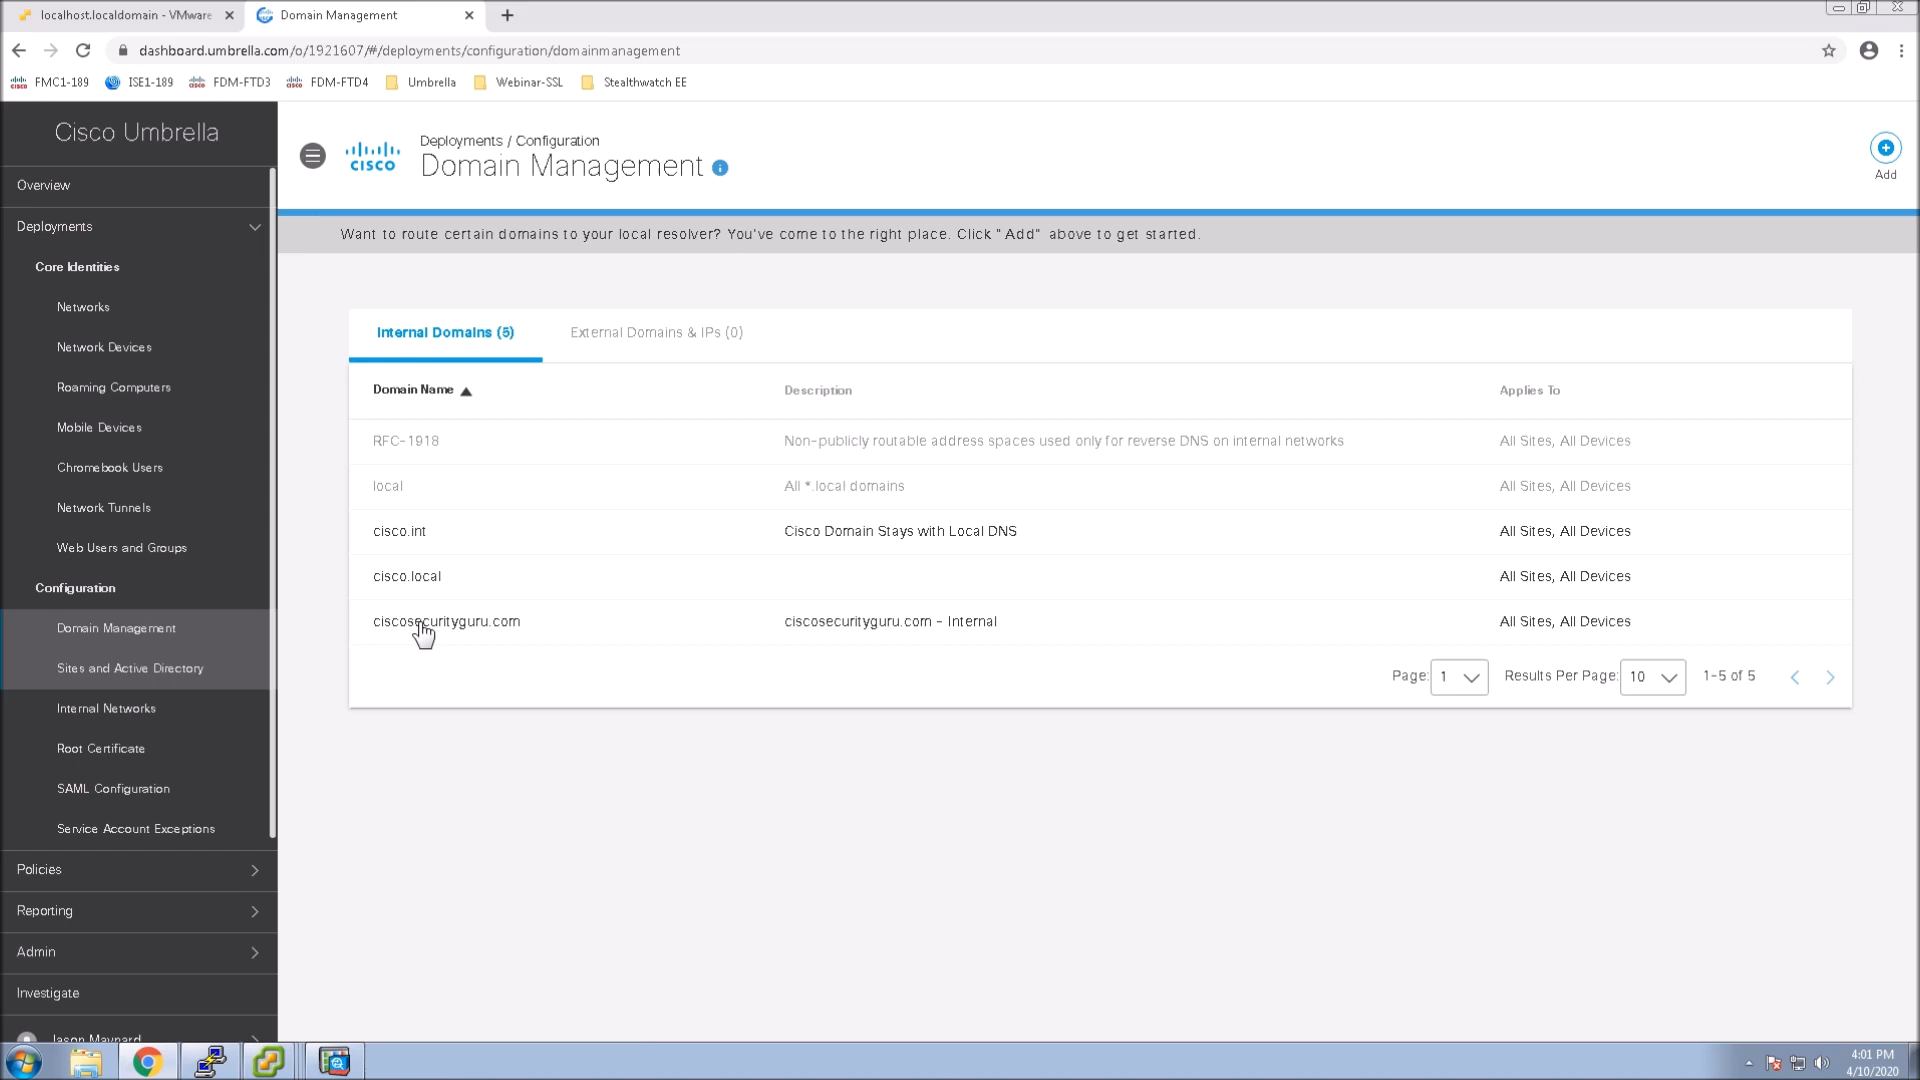 localhost.localdomain - VMware
Domain Management
dashboard.umbrella.com/o/1921607/#/deployments/configuration/domainmanagement
FMC1-189
ISE1-189
FDM-FTD3
FDM-FTD4
Umbrella
Webinar-SSL
Stealthwatch EE
Cisco Umbrella
Overview
Deployments
Core Identities
Networks
Network Devices
Roaming Computers
Mobile Devices
Chromebook Users
Network Tunnels
Web Users and Groups
Configuration
Domain Management
Sites and Active Directory
Internal Networks
Root Certificate
SAML Configuration
Service Account Exceptions
Policies
Reporting
Admin
Investigate
Jason Maynard
CISCO
Deployments / Configuration
Domain Management
Add
Want to route certain domains to your local resolver? You've come to the right place. Click "Add" above to get started.
Internal Domains (5) External Domains & IPs (0)
Domain Name Description Applies To
RFC-1918 Non-publicly routable address spaces used only for reverse DNS on internal networks All Sites, All Devices
local All *.local domains All Sites, All Devices
cisco.int Cisco Domain Stays with Local DNS All Sites, All Devices
cisco.local All Sites, All Devices
ciscosecurityguru.com ciscosecurityguru.com - Internal All Sites, All Devices
Page: 1 Results Per Page: 10 1-5 of 5
4:01 PM
4/10/2020